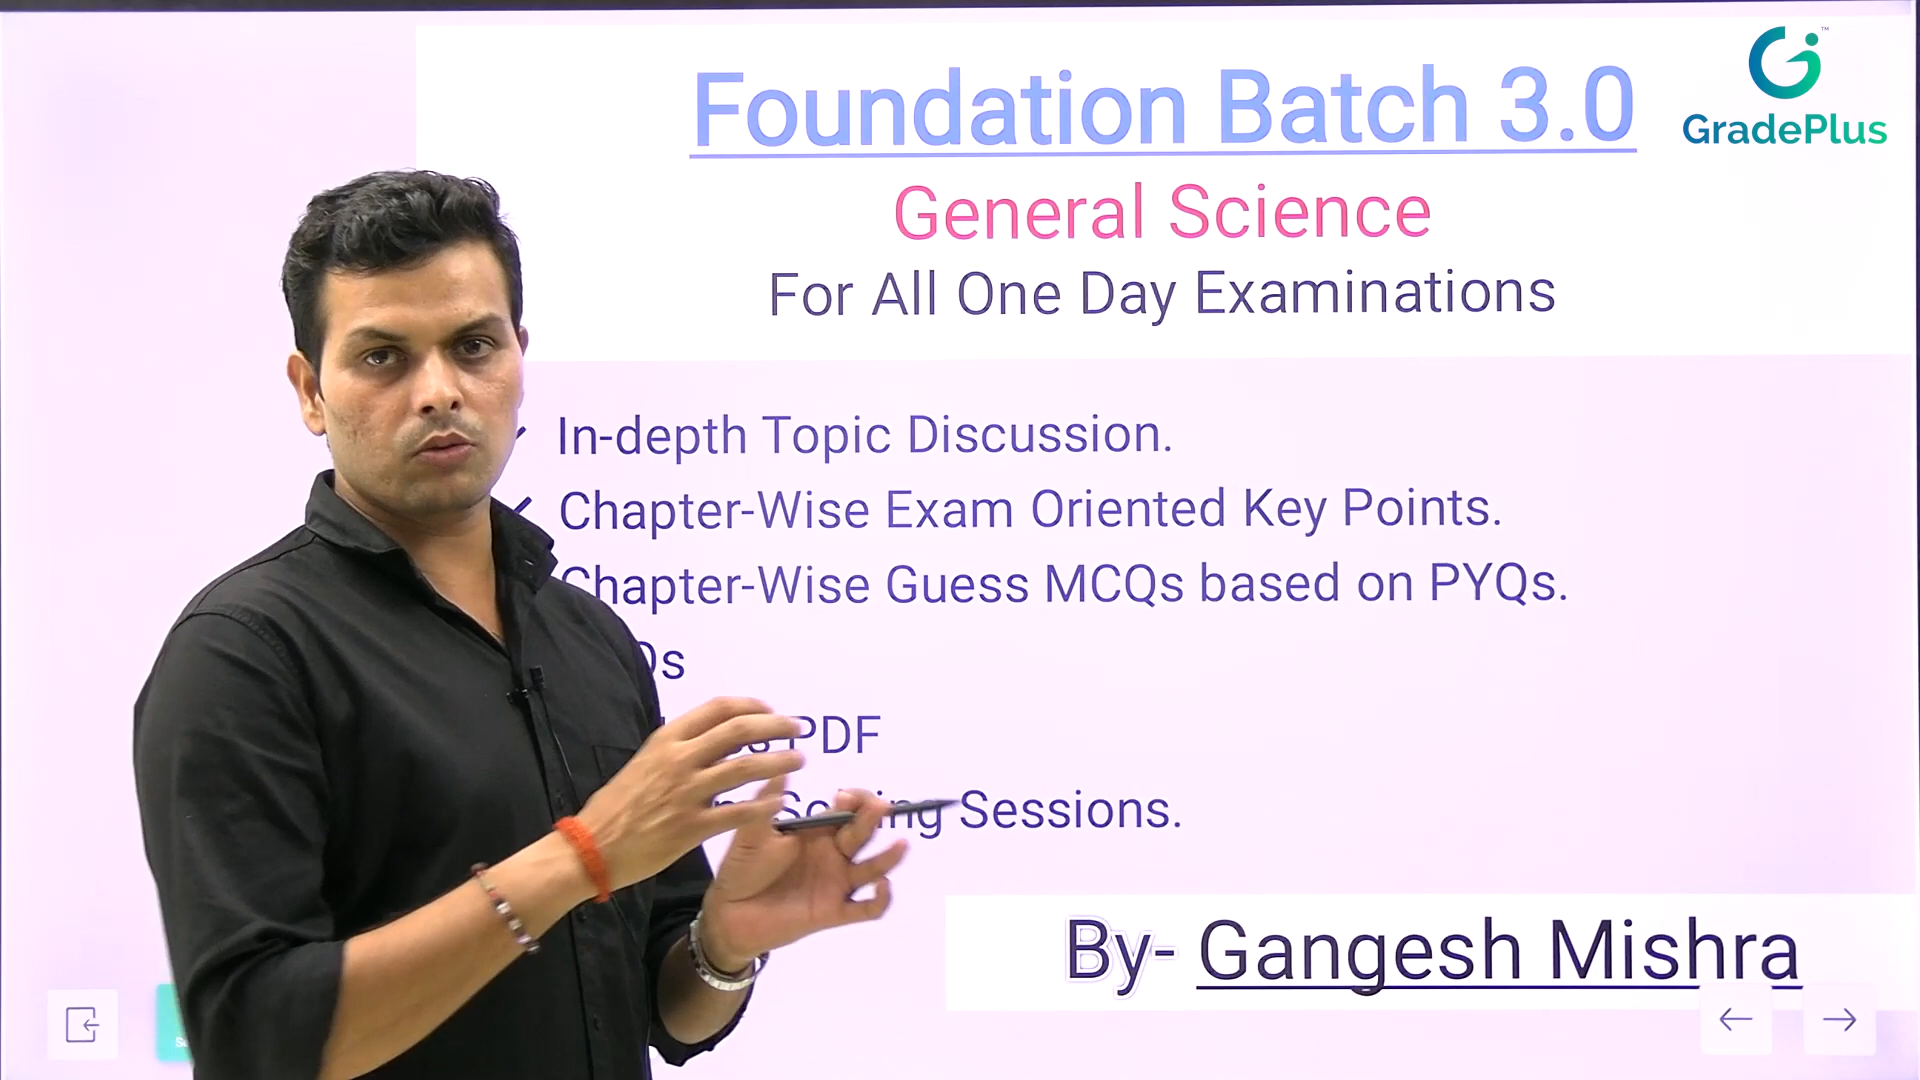 Foundation Batch 3.0
GradePlus
General Science
For All One Day Examinations
In-depth Topic Discussion.
Chapter-Wise Exam Oriented Key Points.
Chapter-Wise Guess MCQs based on PYQs.
PDF
Sessions.
By- Gangesh Mishra